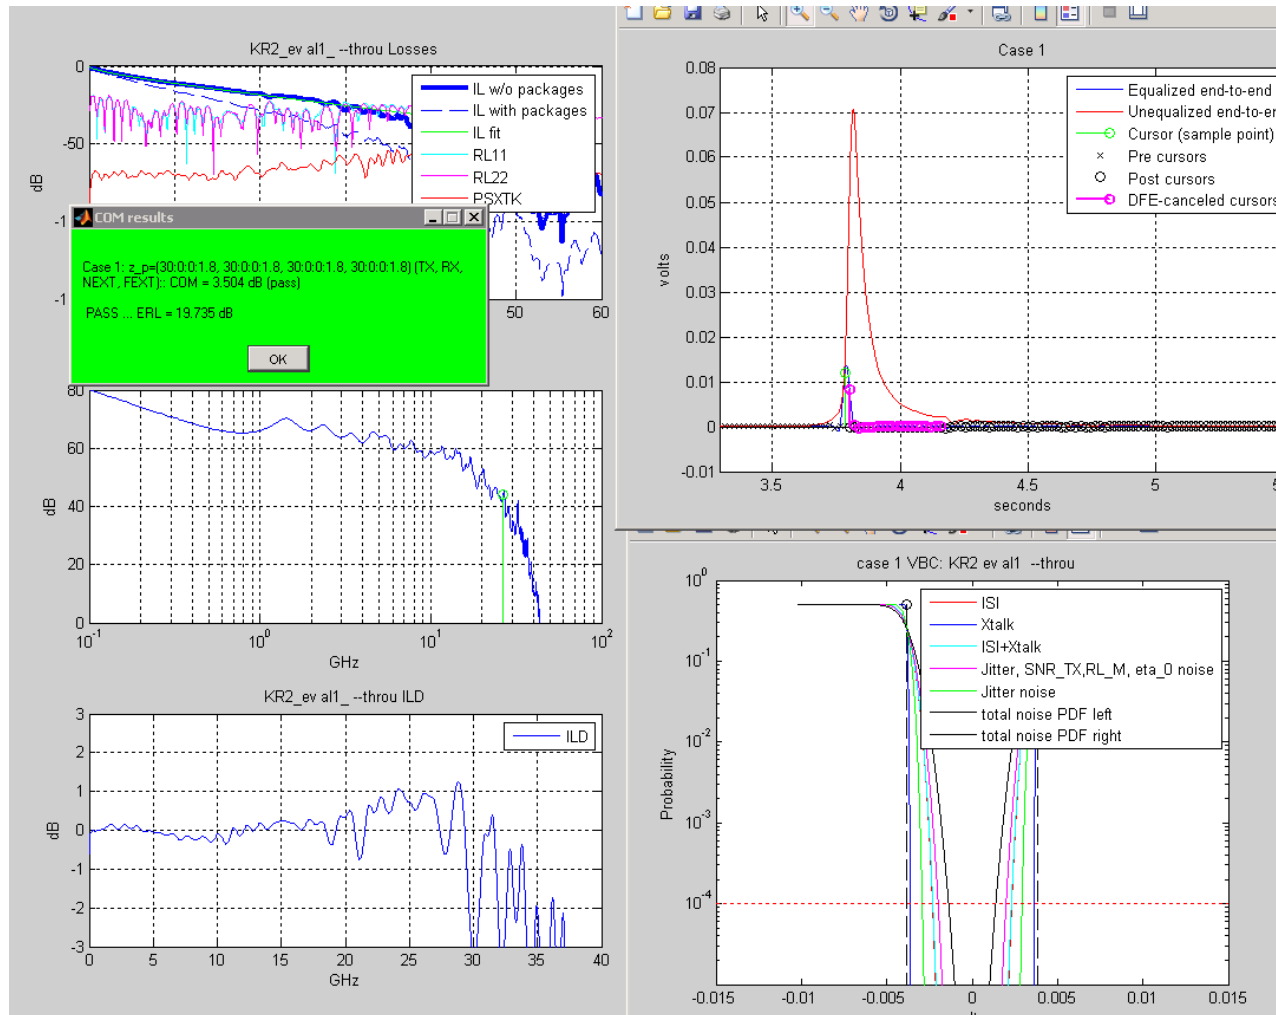 KR2_ev al1_ --throu Losses
0
-50
-1
-1
dB
IL w/o packages
IL with packages
IL fit
RL11
RL22
PSXTK
50
60
COM results
Case 1: z_p=(30:0:0:1.8, 30:0:0:1.8, 30:0:0:1.8, 30:0:0:1.8) (TX, RX,
NEXT, FEXT):: COM = 3.504 dB (pass)
PASS ... ERL = 19.735 dB
OK
80
60
40
20
0
dB
10^-1
10^0
10^1
10^2
GHz
KR2_ev al1_ --throu ILD
3
2
1
0
-1
-2
-3
dB
ILD
0
5
10
15
20
25
30
35
40
GHz
Case 1
0.08
0.07
0.06
0.05
0.04
0.03
0.02
0.01
0
-0.01
volts
Equalized end-to-end
Unequalized end-to-er
Cursor (sample point)
Pre cursors
Post cursors
DFE-canceled cursors
3.5
4
4.5
5
5
seconds
case 1 VBC: KR2 ev al1 --throu
10^0
10^-1
10^-2
10^-3
10^-4
Probability
ISI
Xtalk
ISI+Xtalk
Jitter, SNR_TX,RL_M, eta_0 noise
Jitter noise
total noise PDF left
total noise PDF right
-0.015
-0.01
-0.005
0
0.005
0.01
0.015